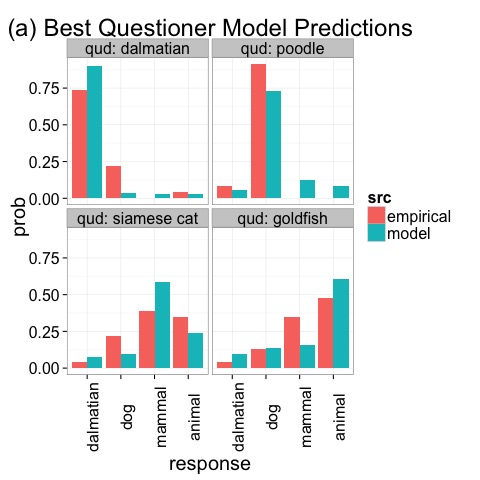 (a) Best Questioner Model Predictions
qud: dalmatian
qud: poodle
0.75
0.50
0.25
0.00
qud: siamese cat
qud: goldfish
0.75
0.50
0.25
0.00
prob
dalmatian
dog
mammal
animal
dalmatian
dog
mammal
animal
response
src
empirical
model